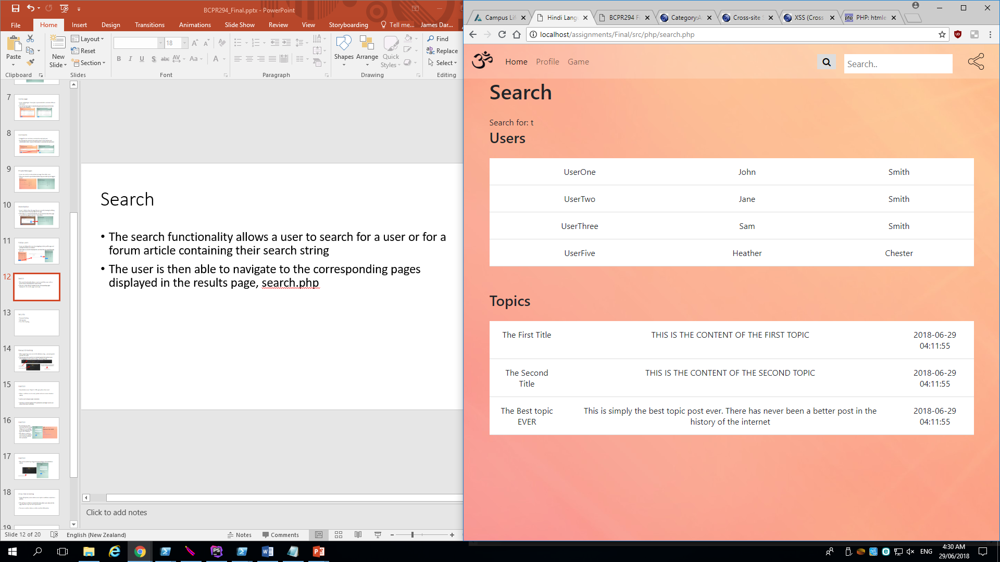 BCPR294_Final.pptx - PowerPoint
File Home Insert Design Transitions Animations Slide Show Review View Storyboarding Tell me... James Dar...
Paste
Clipboard
New
Slide
Layout
Reset
Section
Slides
18
B I U S abc AV Aa A
Font
Paragraph
Shapes
Arrange
Quick
Styles
Drawing
Find
Replace
Select
Editing
7
8
9
10
11
12
13
14
15
16
17
18
19
Search
• The search functionality allows a user to search for a user or for a
forum article containing their search string
• The user is then able to navigate to the corresponding pages
displayed in the results page, search.php
Click to add notes
Slide 12 of 20 English (New Zealand) Notes Comments
Campus Lif Hindi Lang BCPR294 Fi Category:A Cross-site S XSS (Cross php PHP: htmle
localhost/assignments/Final/src/php/search.php
Home Profile Game Search..
Search
Search for: t
Users
UserOne John Smith
UserTwo Jane Smith
UserThree Sam Smith
UserFive Heather Chester
Topics
The First Title THIS IS THE CONTENT OF THE FIRST TOPIC 2018-06-29
04:11:55
The Second THIS IS THE CONTENT OF THE SECOND TOPIC 2018-06-29
Title 04:11:55
The Best topic This is simply the best topic post ever. There has never been a better post in the 2018-06-29
EVER history of the internet 04:11:55
ENG 4:30 AM
29/06/2018